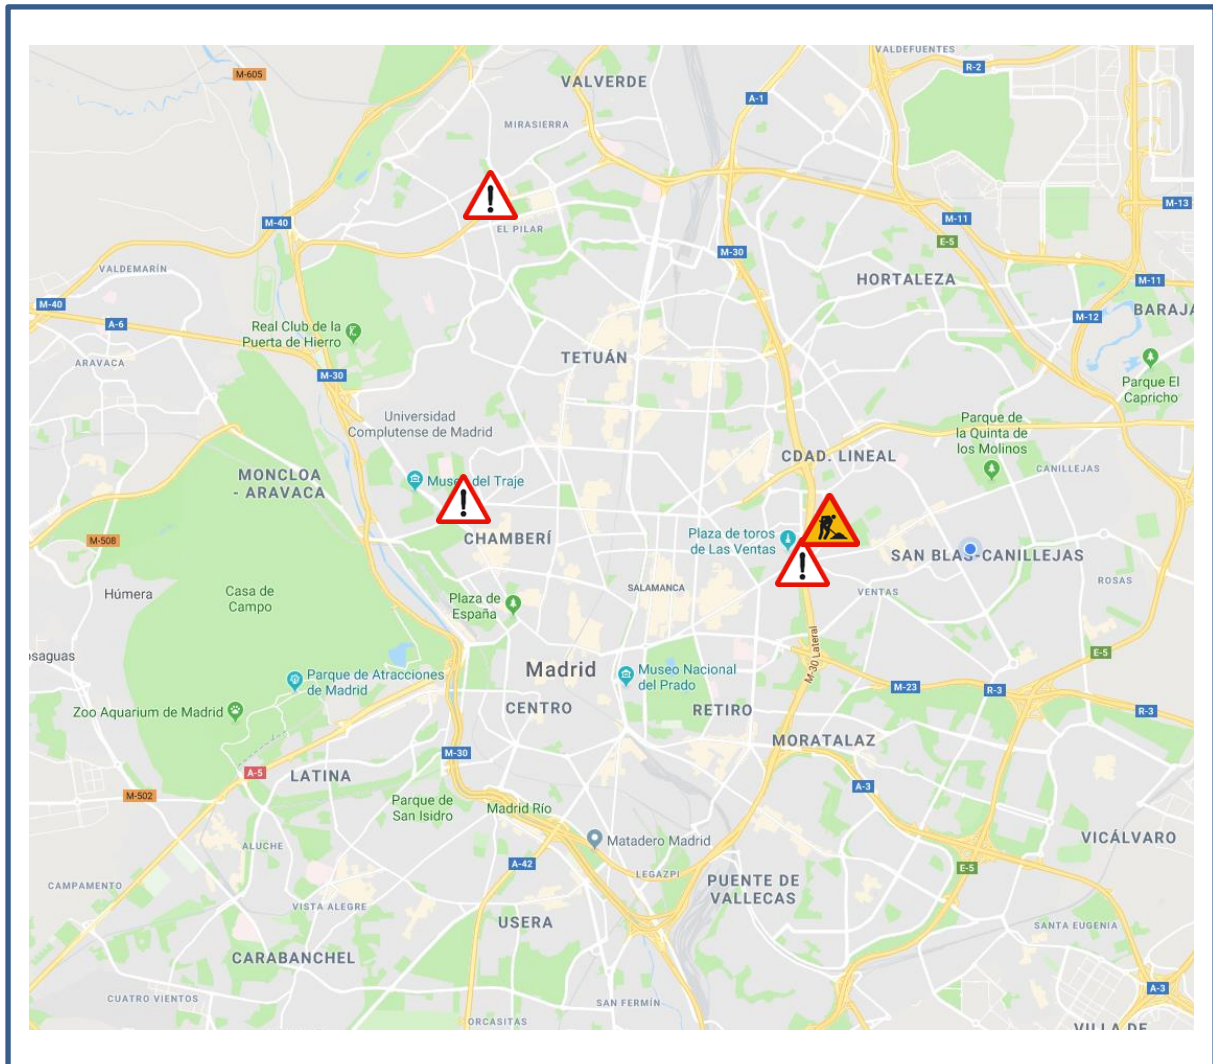 VALDEFUENTES
R-2
M-605
VALVERDE
A-1
MIRASIERRA
M-13
M-40
EL PILAR
M-11
E-5
M-30
VALDEMARÍN
HORTALEZA
M-11
M-40
BARAJA
M-12
A-6
Real Club de la
Puerta de Hierro
TETUÁN
ARAVACA
M-30
Parque El
Capricho
Universidad
Complutense de Madrid
Parque de
la Quinta de
los Molinos
CDAD. LINEAL
CANILLEJAS
MONCLOA
- ARAVACA
Museo del Traje
Plaza de toros
de Las Ventas
M-508
CHAMBERÍ
SAN BLAS-CANILLEJAS
ROSAS
Húmera
Casa de
Campo
Plaza de
España
SALAMANCA
VENTAS
M-30 Lateral
osaguas
E-5
Madrid
Museo Nacional
del Prado
Parque de Atracciones
de Madrid
M-23
R-3
Zoo Aquarium de Madrid
CENTRO
RETIRO
R-3
MORATALAZ
M-30
A-5
LATINA
A-3
M-502
Parque de
San Isidro
Madrid Río
Matadero Madrid
VICÁLVARO
ALUCHE
A-42
LEGAZPI
E-5
CAMPAMENTO
PUENTE DE
VALLECAS
VISTA ALEGRE
USERA
SANTA EUGENIA
CARABANCHEL
A-3
CUATRO VIENTOS
SAN FERMÍN
ORCASITAS
VILLA DE